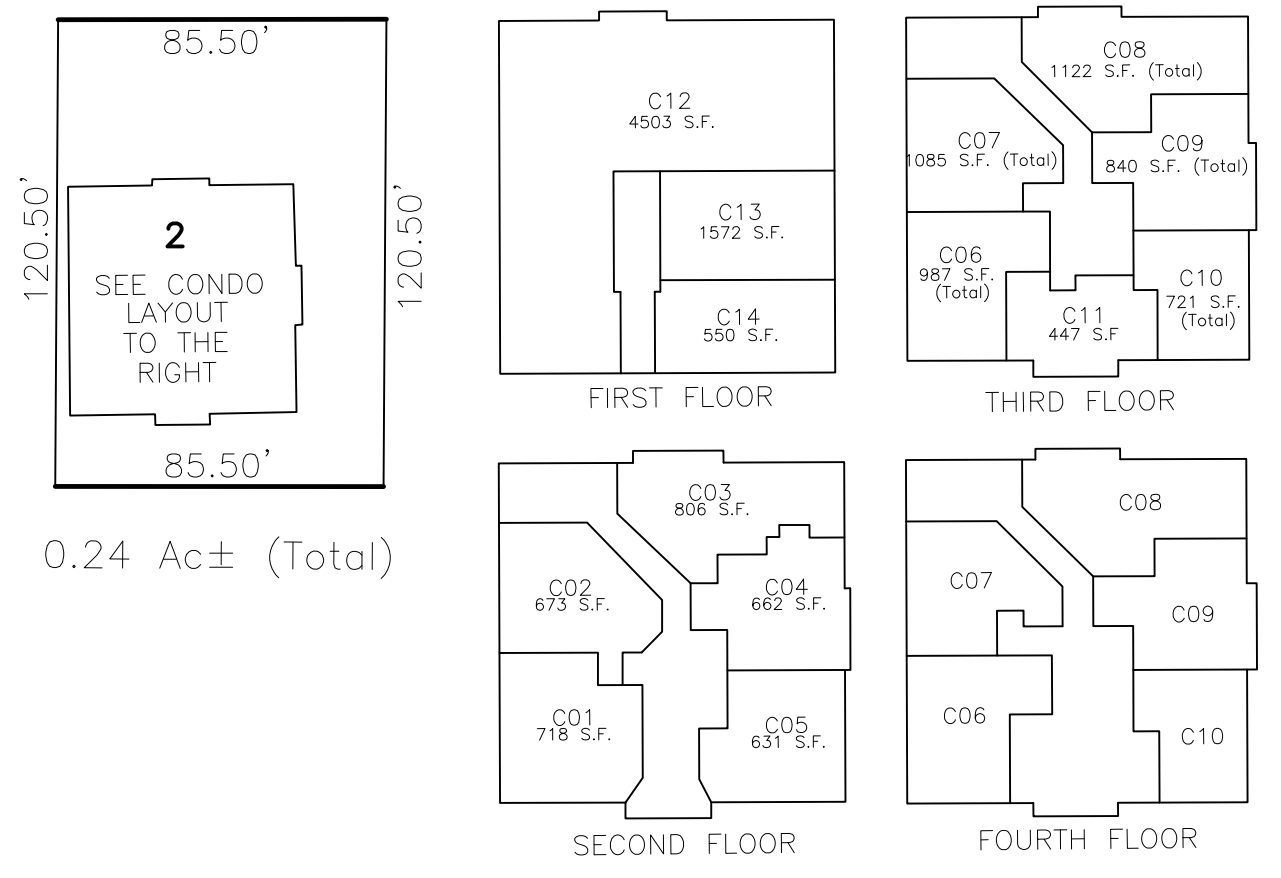 85.50'
120.50'
2
SEE CONDO
LAYOUT
TO THE
RIGHT
120.50'
85.50'
0.24 Ac± (Total)
C12
4503 S.F.
C13
1572 S.F.
C14
550 S.F.
FIRST FLOOR
C08
1122 S.F. (Total)
C07
1085 S.F. (Total)
C09
840 S.F. (Total)
C06
987 S.F.
(Total)
C10
721 S.F.
(Total)
C11
447 S.F
THIRD FLOOR
C03
806 S.F.
C02
673 S.F.
C04
662 S.F.
C01
718 S.F.
C05
631 S.F.
SECOND FLOOR
C08
C07
C09
C06
C10
FOURTH FLOOR